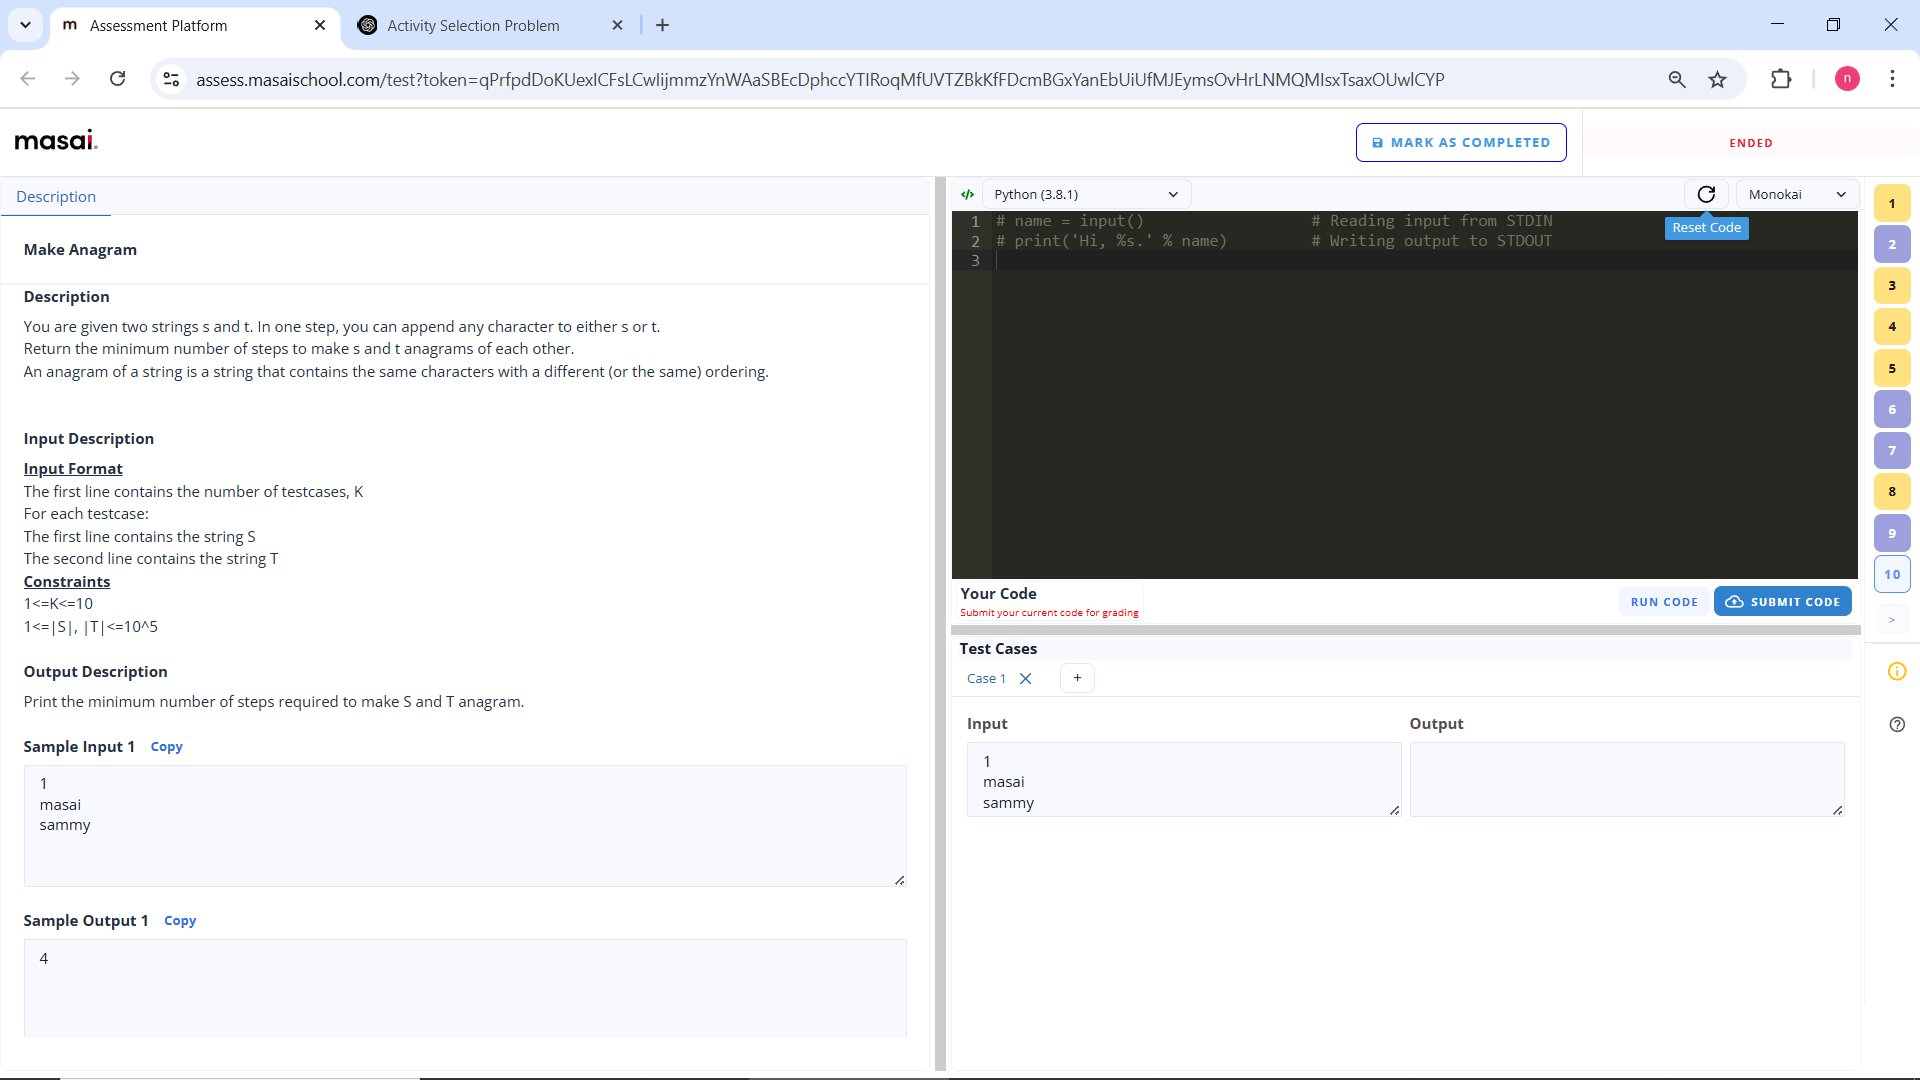 Assessment Platform
Activity Selection Problem
assess.masaischool.com/test?token=qPrfpdDoKUexICFsLCwIijmmzYnWAaSBEcDphccYTIRoqMfUVTZBkKfFDcmBGxYanEbUiUfMJEymsOvHrLNMQMIsxTsaxOUwlCYP
n
masai.
MARK AS COMPLETED
ENDED
Description
Make Anagram
Description
You are given two strings s and t. In one step, you can append any character to either s or t.
Return the minimum number of steps to make s and t anagrams of each other.
An anagram of a string is a string that contains the same characters with a different (or the same) ordering.
Input Description
Input Format
The first line contains the number of testcases, K
For each testcase:
The first line contains the string S
The second line contains the string T
Constraints
1<=K<=10
1<=|S|, |T|<=10^5
Output Description
Print the minimum number of steps required to make S and T anagram.
Sample Input 1 Copy
1
masai
sammy
Sample Output 1 Copy
4
</> Python (3.8.1)
Monokai
Reset Code
1 # name = input() # Reading input from STDIN
2 # print('Hi, %s.' % name) # Writing output to STDOUT
3
Your Code
Submit your current code for grading
RUN CODE
SUBMIT CODE
Test Cases
Case 1
+
Input
Output
1
masai
sammy
1
2
3
4
5
6
7
8
9
10
>